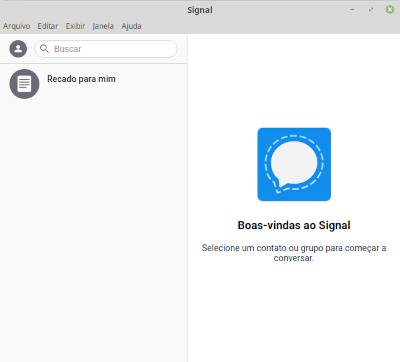 Signal
Arquivo Editar Exibir Janela Ajuda
Buscar
Recado para mim
Boas-vindas ao Signal
Selecione um contato ou grupo para começar a
conversar.